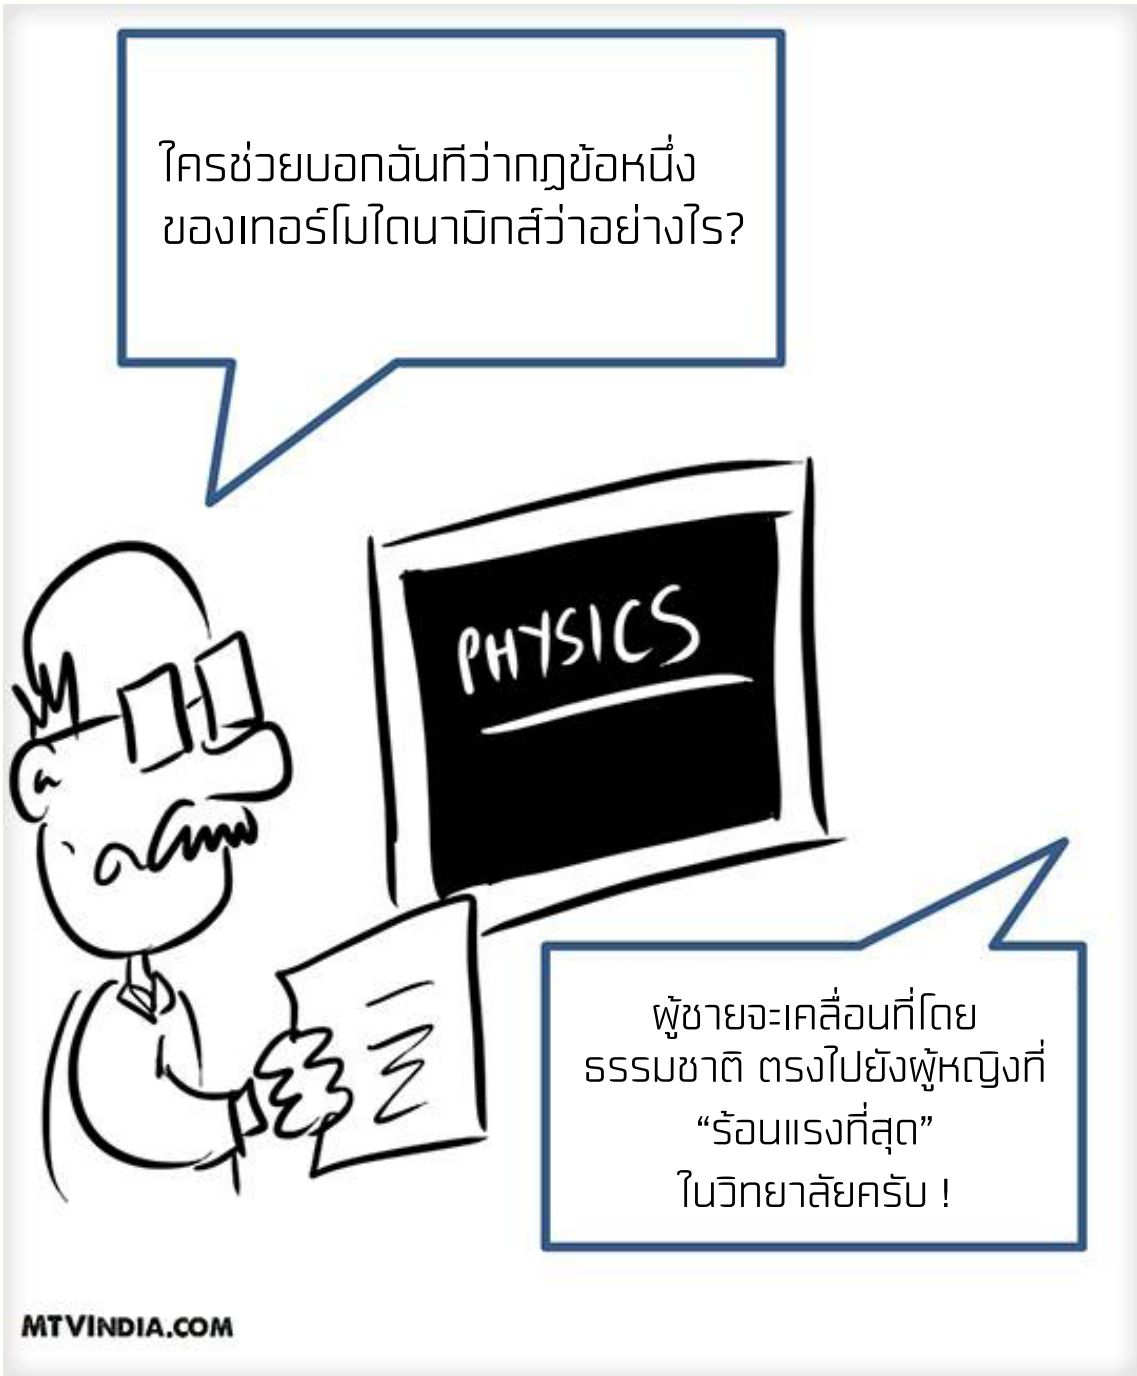 ใครช่วยบอกฉันทีว่ากฎข้อหนึ่ง
ของเทอร์โมไดนามิกส์ว่าอย่างไร?
PHYSICS
ผู้ชายจะเคลื่อนที่โดย
ธรรมชาติ ตรงไปยังผู้หญิงที่
“ร้อนแรงที่สุด”
ในวิทยาลัยครับ !
MTVINDIA.COM